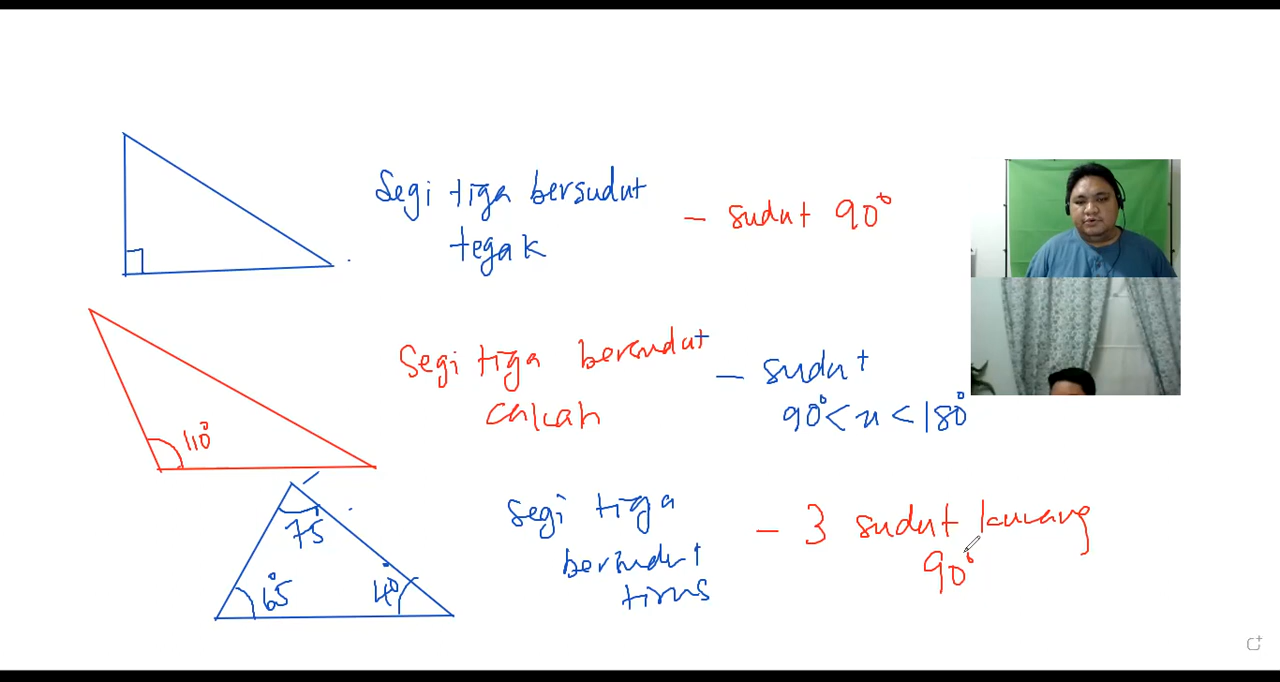 Segi tiga bersudut
tegak
- sudut 90°
Segi tiga bersudut
cakah
- sudut
90° < x < 180°
110°
Segi tiga
bersudut
tirus
- 3 sudut kurang
90°
75
65°
40°